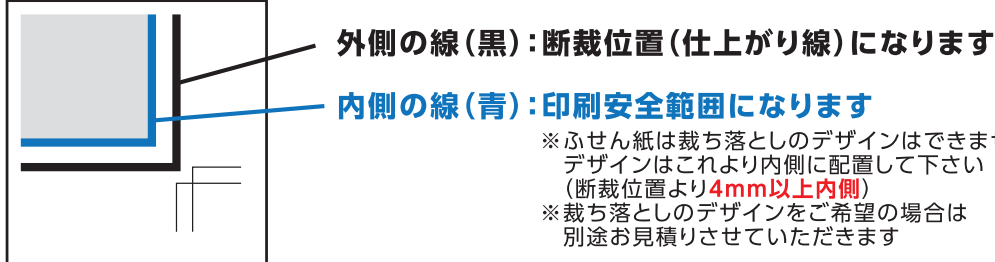 外側の線（黒）：断裁位置（仕上がり線）になります
内側の線（青）：印刷安全範囲になります
※ふせん紙は裁ち落としのデザインはできま
デザインはこれより内側に配置して下さい
（断裁位置より4mm以上内側）
※裁ち落としのデザインをご希望の場合は
別途お見積りさせていただきます